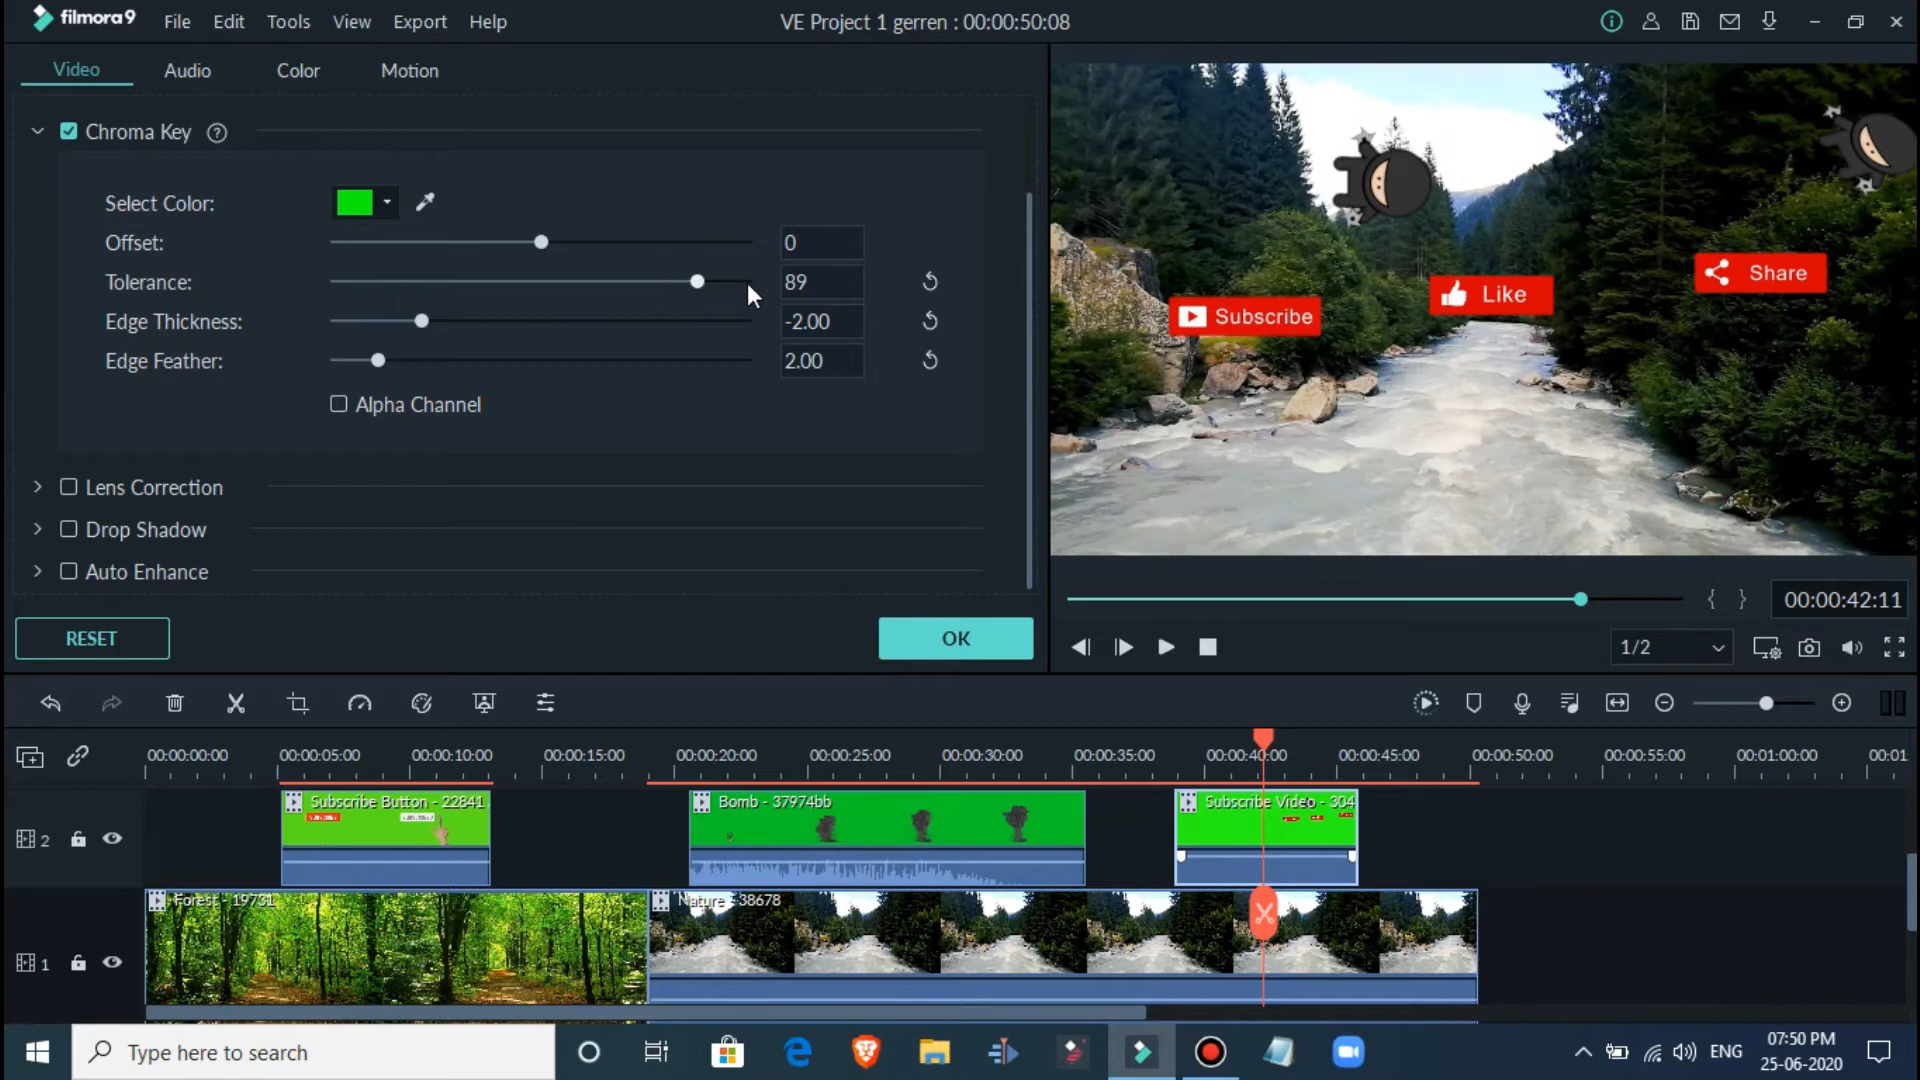 filmora9 File Edit Tools View Export Help VE Project 1 gerren : 00:00:50:08
Video Audio Color Motion
Chroma Key
Select Color:
Offset: 0
Tolerance: 89
Edge Thickness: -2.00
Edge Feather: 2.00
Alpha Channel
Lens Correction
Drop Shadow
Auto Enhance
RESET OK
Subscribe Like Share
00:00:42:11
1/2
00:00:00:00 00:00:05:00 00:00:10:00 00:00:15:00 00:00:20:00 00:00:25:00 00:00:30:00 00:00:35:00 00:00:40:00 00:00:45:00 00:00:50:00 00:00:55:00 00:01:00:00 00:01
2 Subscribe Button - 22841 Bomb - 37974bb Subscribe Video - 304
1 Forest - 19731 Nature - 38678
Type here to search
ENG
07:50 PM
25-06-2020